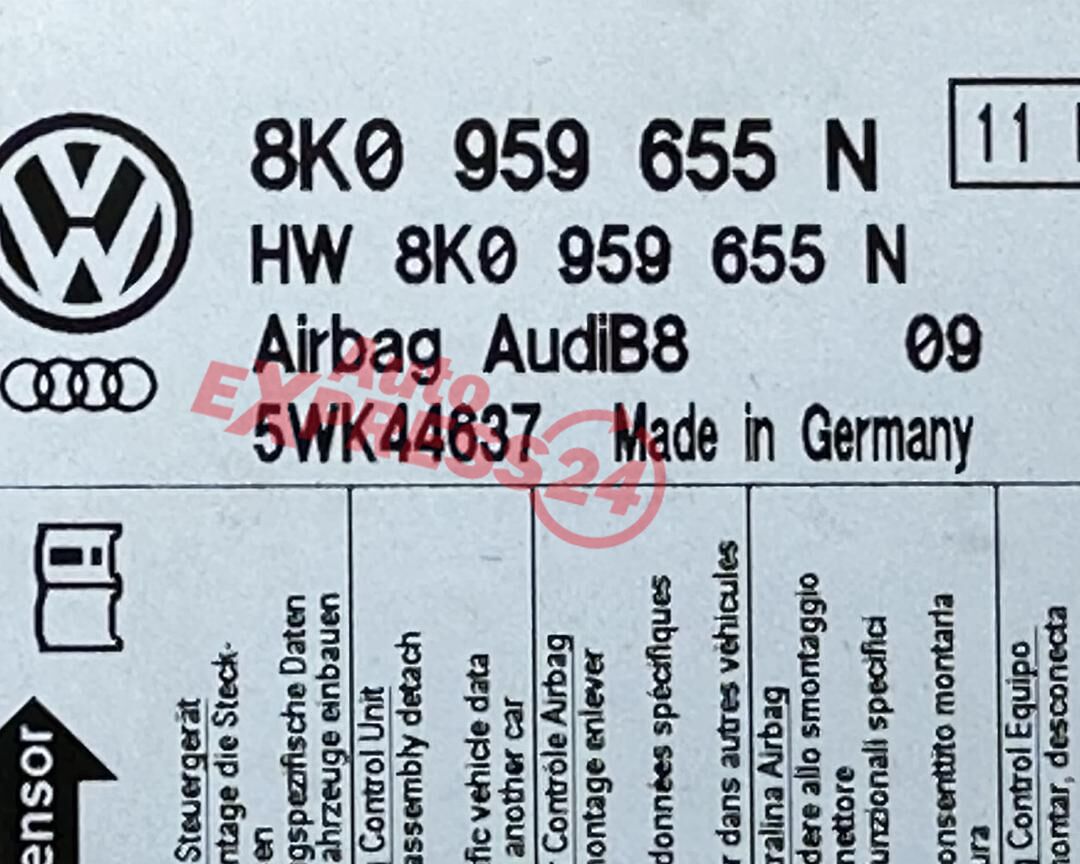 8K0 959 655 N
11
HW 8K0 959 655 N
Airbag AudiB8 09
5WK44637 Made in Germany
Auto
EXPRESS24
ensor
Steuergerät
ntage die Steck-
en
gspezifische Daten
ahrzeuge einbauen
Control Unit
assembly detach
fic vehicle data
another car
Contrôle Airbag
ontage enlever
données spécifiques
r dans autres véhicules
ralina Airbag
dere allo smontaggio
nettore
unzionali specifici
onsentito montarla
ura
Control Equipo
ontar, desconecta